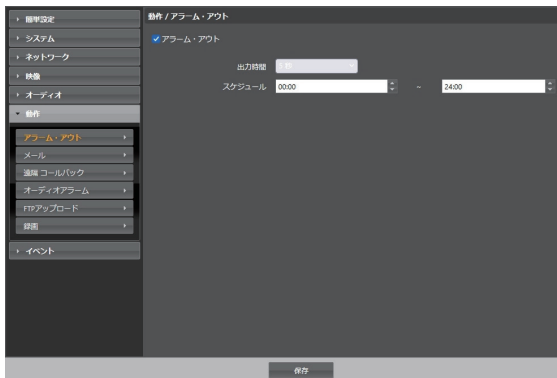 簡単設定
システム
ネットワーク
映像
オーディオ
動作
アラーム・アウト
メール
遠隔 コールバック
オーディオアラーム
FTPアップロード
録画
イベント
動作 / アラーム・アウト
アラーム・アウト
出力時間
スケジュール 00:00 ~ 24:00
保存